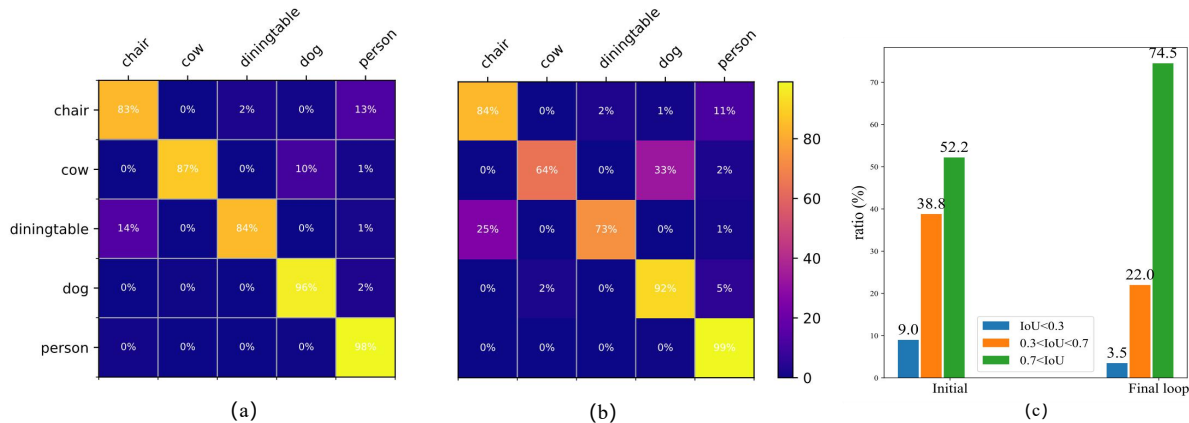 chair cow diningtable dog person
chair 83% 0% 2% 0% 13%
cow 0% 87% 0% 10% 1%
diningtable 14% 0% 84% 0% 1%
dog 0% 0% 0% 96% 2%
person 0% 0% 0% 0% 98%
(a)
chair cow diningtable dog person
84% 0% 2% 1% 11%
0% 64% 0% 33% 2%
25% 0% 73% 0% 1%
0% 2% 0% 92% 5%
0% 0% 0% 0% 99%
80
60
40
20
0
(b)
ratio (%)
70
60
50
40
30
20
10
0
9.0 38.8 52.2
3.5 22.0 74.5
IoU<0.3
0.3<IoU<0.7
0.7<IoU
Initial Final loop
(c)